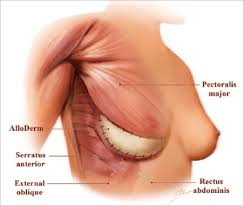 Pectoralis
major
AlloDerm
Serratus
anterior
External
oblique
Rectus
abdominis